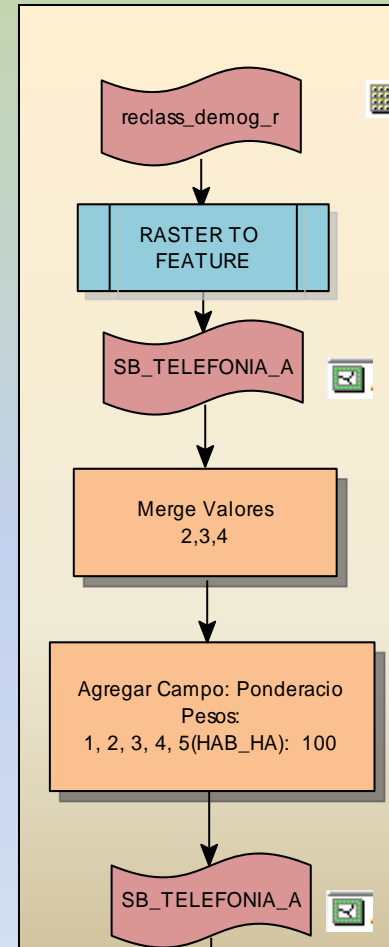 reclass_demog_r
RASTER TO
FEATURE
SB_TELEFONIA_A
Merge Valores
2,3,4
Agregar Campo: Ponderacio
Pesos:
1, 2, 3, 4, 5(HAB_HA): 100
SB_TELEFONIA_A